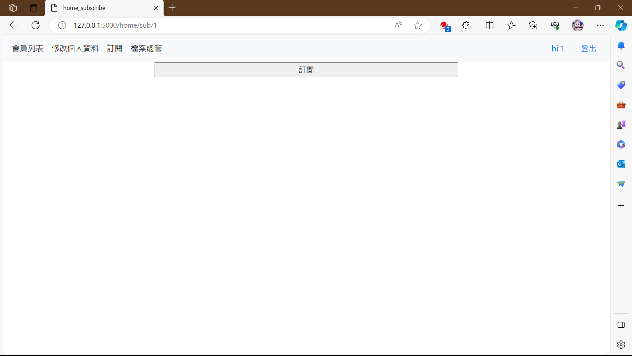 home_subscribe
127.0.0.1:5000/home/sub/1
會員列表 修改個人資料 訂閱 檔案總管 hi 1 登出
訂閱